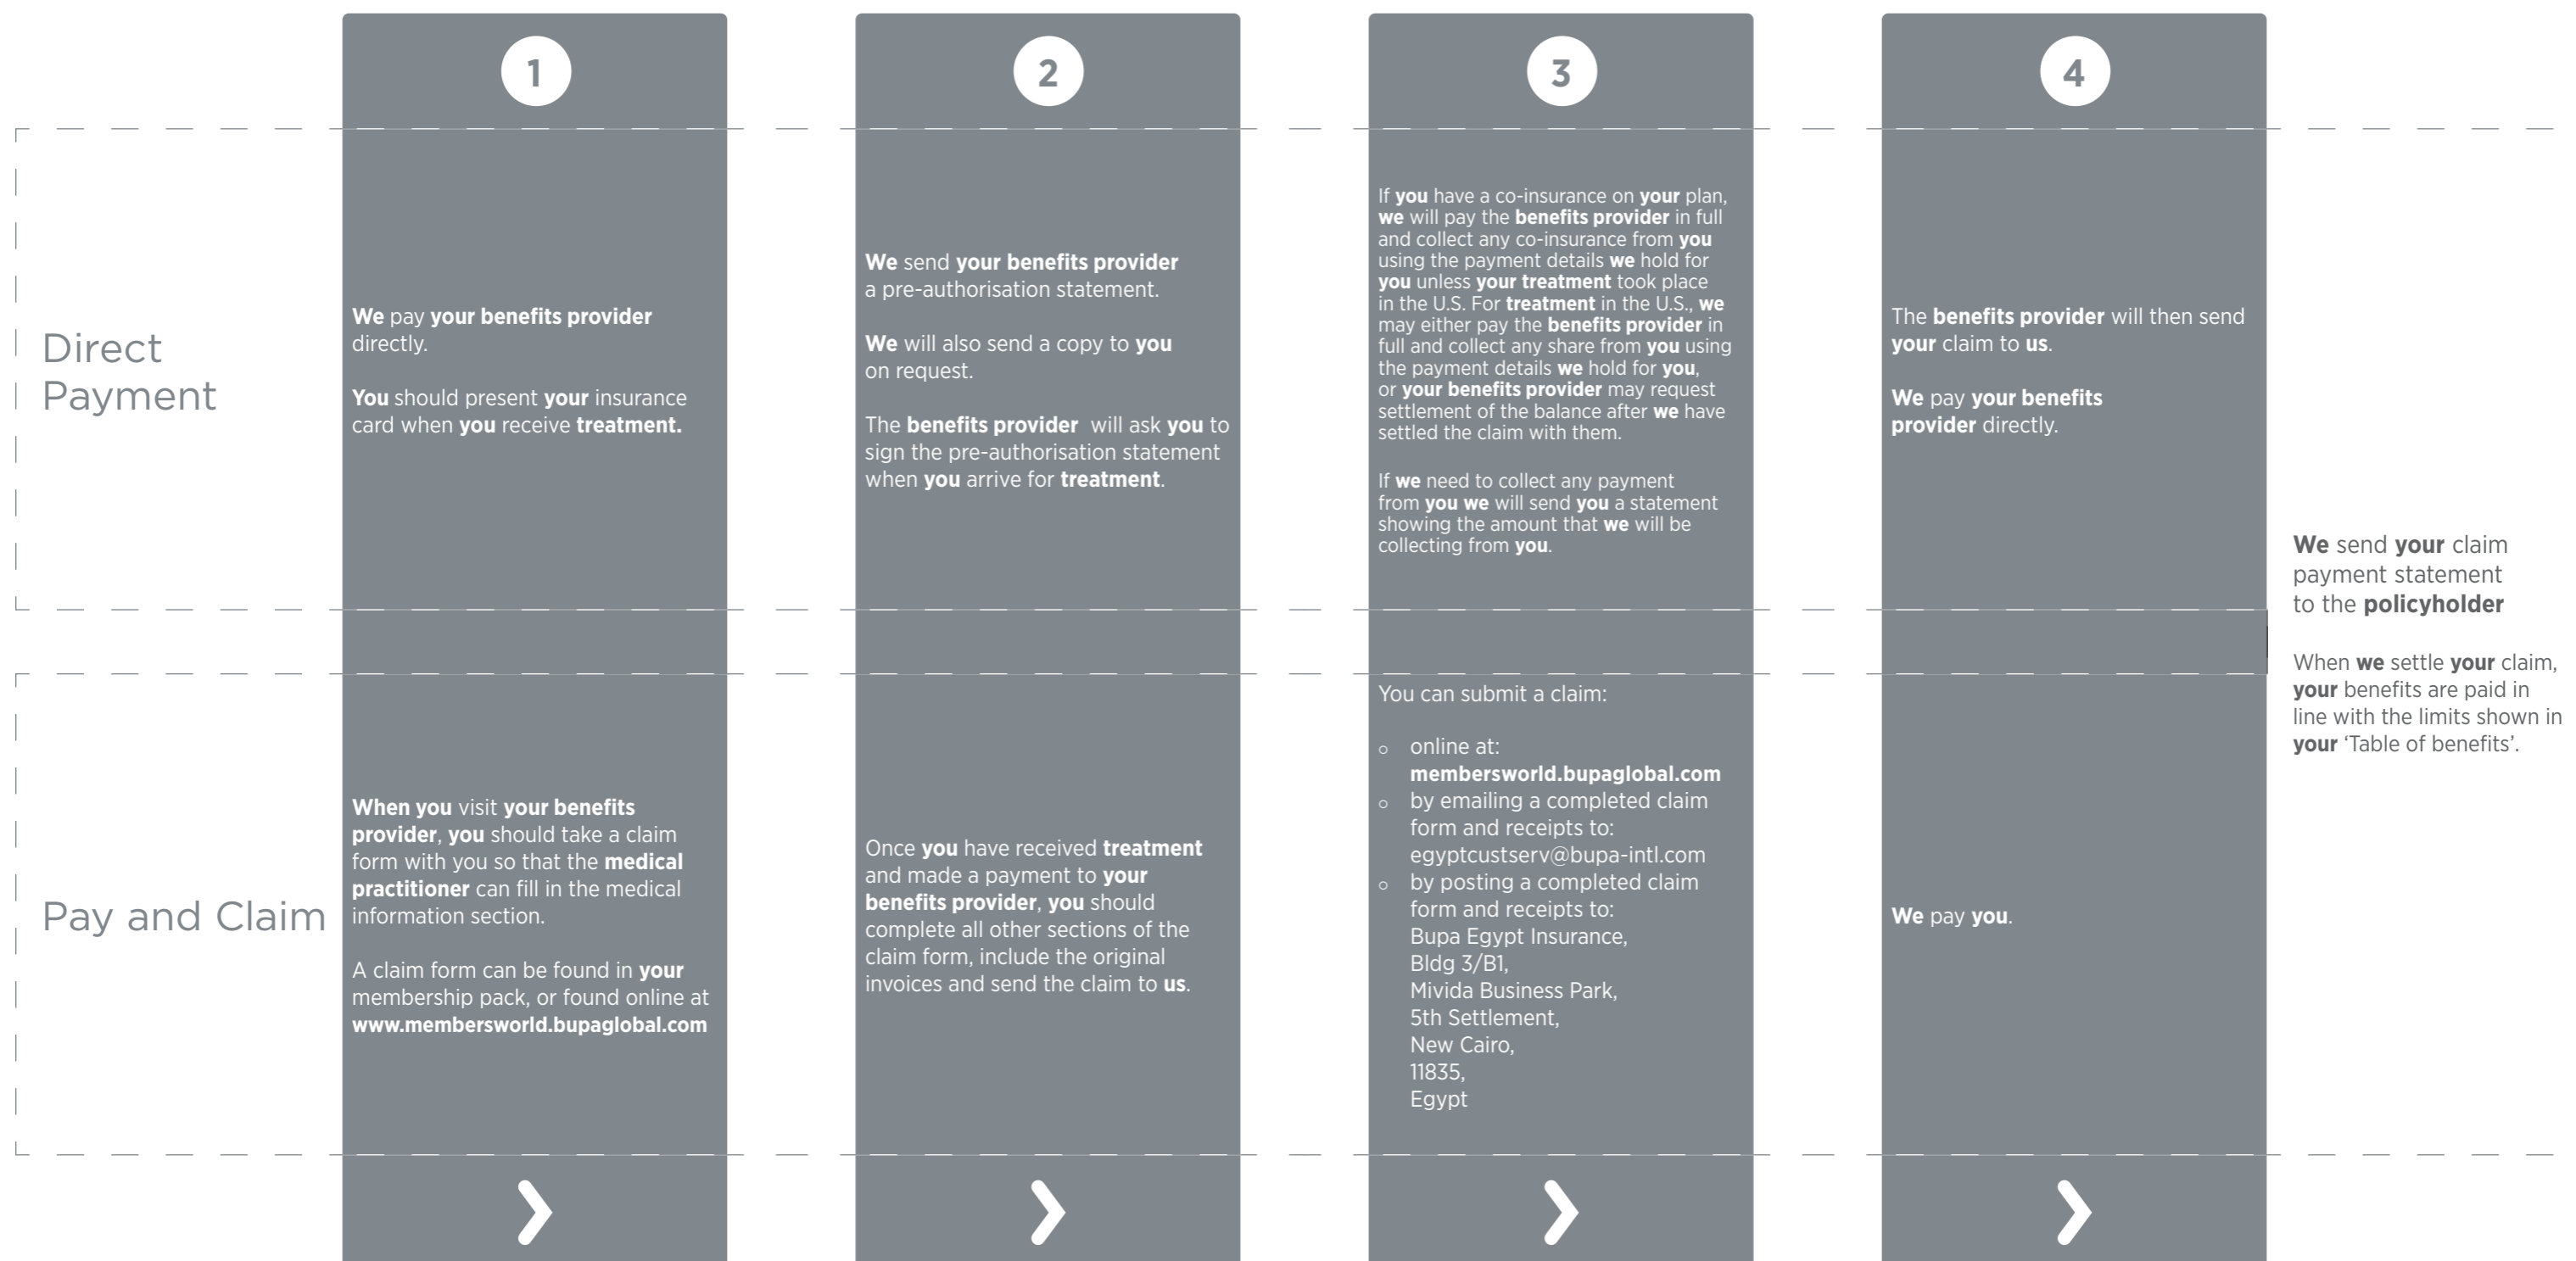 1
2
3
4
Direct
Payment
We pay your benefits provider
directly.
You should present your insurance
card when you receive treatment.
We send your benefits provider
a pre-authorisation statement.
We will also send a copy to you
on request.
The benefits provider will ask you to
sign the pre-authorisation statement
when you arrive for treatment.
If you have a co-insurance on your plan,
we will pay the benefits provider in full
and collect any co-insurance from you
using the payment details we hold for
you unless your treatment took place
in the U.S. For treatment in the U.S., we
may either pay the benefits provider in
full and collect any share from you using
the payment details we hold for you,
or your benefits provider may request
settlement of the balance after we have
settled the claim with them.
If we need to collect any payment
from you we will send you a statement
showing the amount that we will be
collecting from you.
The benefits provider will then send
your claim to us.
We pay your benefits
provider directly.
Pay and Claim
When you visit your benefits
provider, you should take a claim
form with you so that the medical
practitioner can fill in the medical
information section.
A claim form can be found in your
membership pack, or found online at
www.membersworld.bupaglobal.com
Once you have received treatment
and made a payment to your
benefits provider, you should
complete all other sections of the
claim form, include the original
invoices and send the claim to us.
You can submit a claim:
online at:
membersworld.bupaglobal.com
by emailing a completed claim
form and receipts to:
egyptcustserv@bupa-intl.com
by posting a completed claim
form and receipts to:
Bupa Egypt Insurance,
Bldg 3/B1,
Mivida Business Park,
5th Settlement,
New Cairo,
11835,
Egypt
We pay you.
We send your claim
payment statement
to the policyholder
When we settle your claim,
your benefits are paid in
line with the limits shown in
your ‘Table of benefits’.